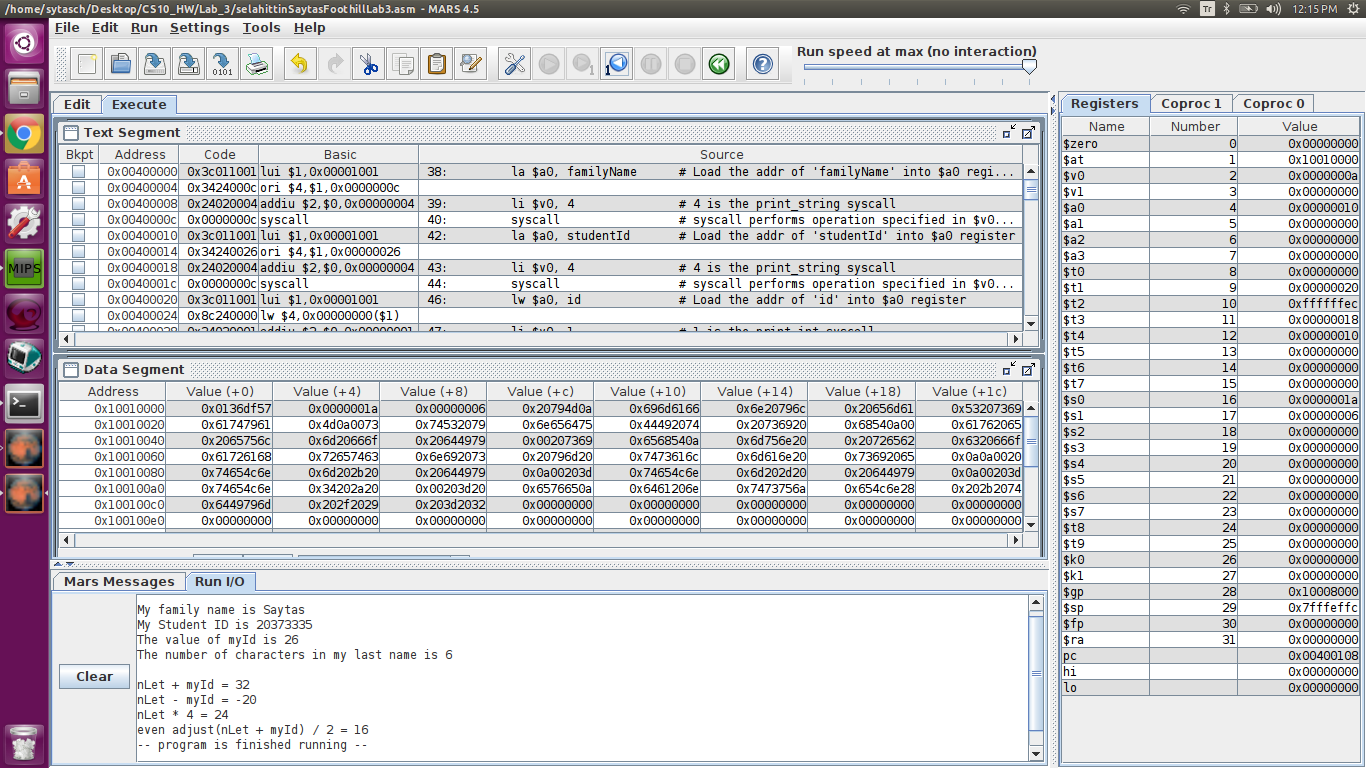 /home/sytasch/Desktop/CS10_HW/Lab_3/selahittinSaytasFoothillLab3.asm - MARS 4.5
Tr
12:15 PM
File Edit Run Settings Tools Help
Run speed at max (no interaction)
Edit Execute
Text Segment
Bkpt Address Code Basic Source
0x00400000 0x3c011001 lui $1,0x00001001 38: la $a0, familyName # Load the addr of 'familyName' into $a0 regi...
0x00400004 0x3424000c ori $4,$1,0x0000000c
0x00400008 0x24020004 addiu $2,$0,0x00000004 39: li $v0, 4 # 4 is the print_string syscall
0x0040000c 0x0000000c syscall 40: syscall # syscall performs operation specified in $v0...
0x00400010 0x3c011001 lui $1,0x00001001 42: la $a0, studentId # Load the addr of 'studentId' into $a0 register
0x00400014 0x34240026 ori $4,$1,0x00000026
0x00400018 0x24020004 addiu $2,$0,0x00000004 43: li $v0, 4 # 4 is the print_string syscall
0x0040001c 0x0000000c syscall 44: syscall # syscall performs operation specified in $v0...
0x00400020 0x3c011001 lui $1,0x00001001 46: lw $a0, id # Load the addr of 'id' into $a0 register
0x00400024 0x8c240000 lw $4,0x00000000($1)
0x00400028 0x24020001 addiu $2,$0,0x00000001 47: li $v0, 1 # 1 is the print_int syscall
Data Segment
Address Value (+0) Value (+4) Value (+8) Value (+c) Value (+10) Value (+14) Value (+18) Value (+1c)
0x10010000 0x0136df57 0x0000001a 0x00000006 0x20794d0a 0x696d6166 0x6e20796c 0x20656d61 0x53207369
0x10010020 0x61747961 0x4d0a0073 0x74532079 0x6e656475 0x44492074 0x20736920 0x68540a00 0x61762065
0x10010040 0x2065756c 0x6d20666f 0x20644979 0x00207369 0x6568540a 0x6d756e20 0x20726562 0x6320666f
0x10010060 0x61726168 0x72657463 0x6e692073 0x20796d20 0x7473616c 0x6d616e20 0x73692065 0x0a0a0020
0x10010080 0x74654c6e 0x6d202b20 0x20644979 0x0a00203d 0x74654c6e 0x6d202d20 0x20644979 0x0a00203d
0x100100a0 0x74654c6e 0x34202a20 0x00203d20 0x6576650a 0x6461206e 0x7473756a 0x654c6e28 0x202b2074
0x100100c0 0x6449796d 0x202f2029 0x203d2032 0x00000000 0x00000000 0x00000000 0x00000000 0x00000000
0x100100e0 0x00000000 0x00000000 0x00000000 0x00000000 0x00000000 0x00000000 0x00000000 0x00000000
Mars Messages Run I/O
Clear
My family name is Saytas
My Student ID is 20373335
The value of myId is 26
The number of characters in my last name is 6
nLet + myId = 32
nLet - myId = -20
nLet * 4 = 24
even adjust(nLet + myId) / 2 = 16
-- program is finished running --
Registers Coproc 1 Coproc 0
Name Number Value
$zero 0 0x00000000
$at 1 0x10010000
$v0 2 0x0000000a
$v1 3 0x00000000
$a0 4 0x00000010
$a1 5 0x00000000
$a2 6 0x00000000
$a3 7 0x00000000
$t0 8 0x00000000
$t1 9 0x00000020
$t2 10 0xffffffec
$t3 11 0x00000018
$t4 12 0x00000010
$t5 13 0x00000000
$t6 14 0x00000000
$t7 15 0x00000000
$s0 16 0x0000001a
$s1 17 0x00000006
$s2 18 0x00000000
$s3 19 0x00000000
$s4 20 0x00000000
$s5 21 0x00000000
$s6 22 0x00000000
$s7 23 0x00000000
$t8 24 0x00000000
$t9 25 0x00000000
$k0 26 0x00000000
$k1 27 0x00000000
$gp 28 0x10008000
$sp 29 0x7fffeffc
$fp 30 0x00000000
$ra 31 0x00000000
pc 0x00400108
hi 0x00000000
lo 0x00000000
MIPS